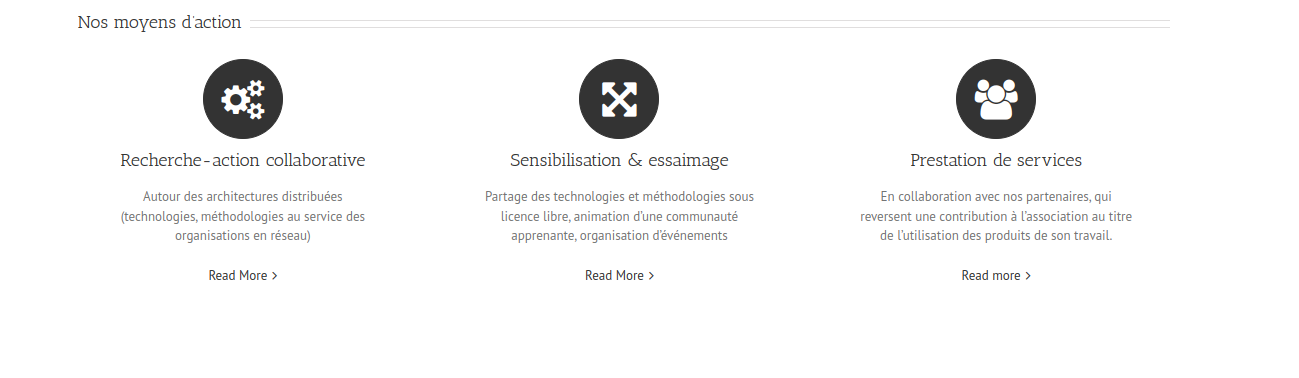 Nos moyens d'action
Recherche-action collaborative
Autour des architectures distribuées
(technologies, méthodologies au service des
organisations en réseau)
Read More >
Sensibilisation & essaimage
Partage des technologies et méthodologies sous
licence libre, animation d'une communauté
apprenante, organisation d'événements
Read More >
Prestation de services
En collaboration avec nos partenaires, qui
reversent une contribution à l'association au titre
de l'utilisation des produits de son travail.
Read more >